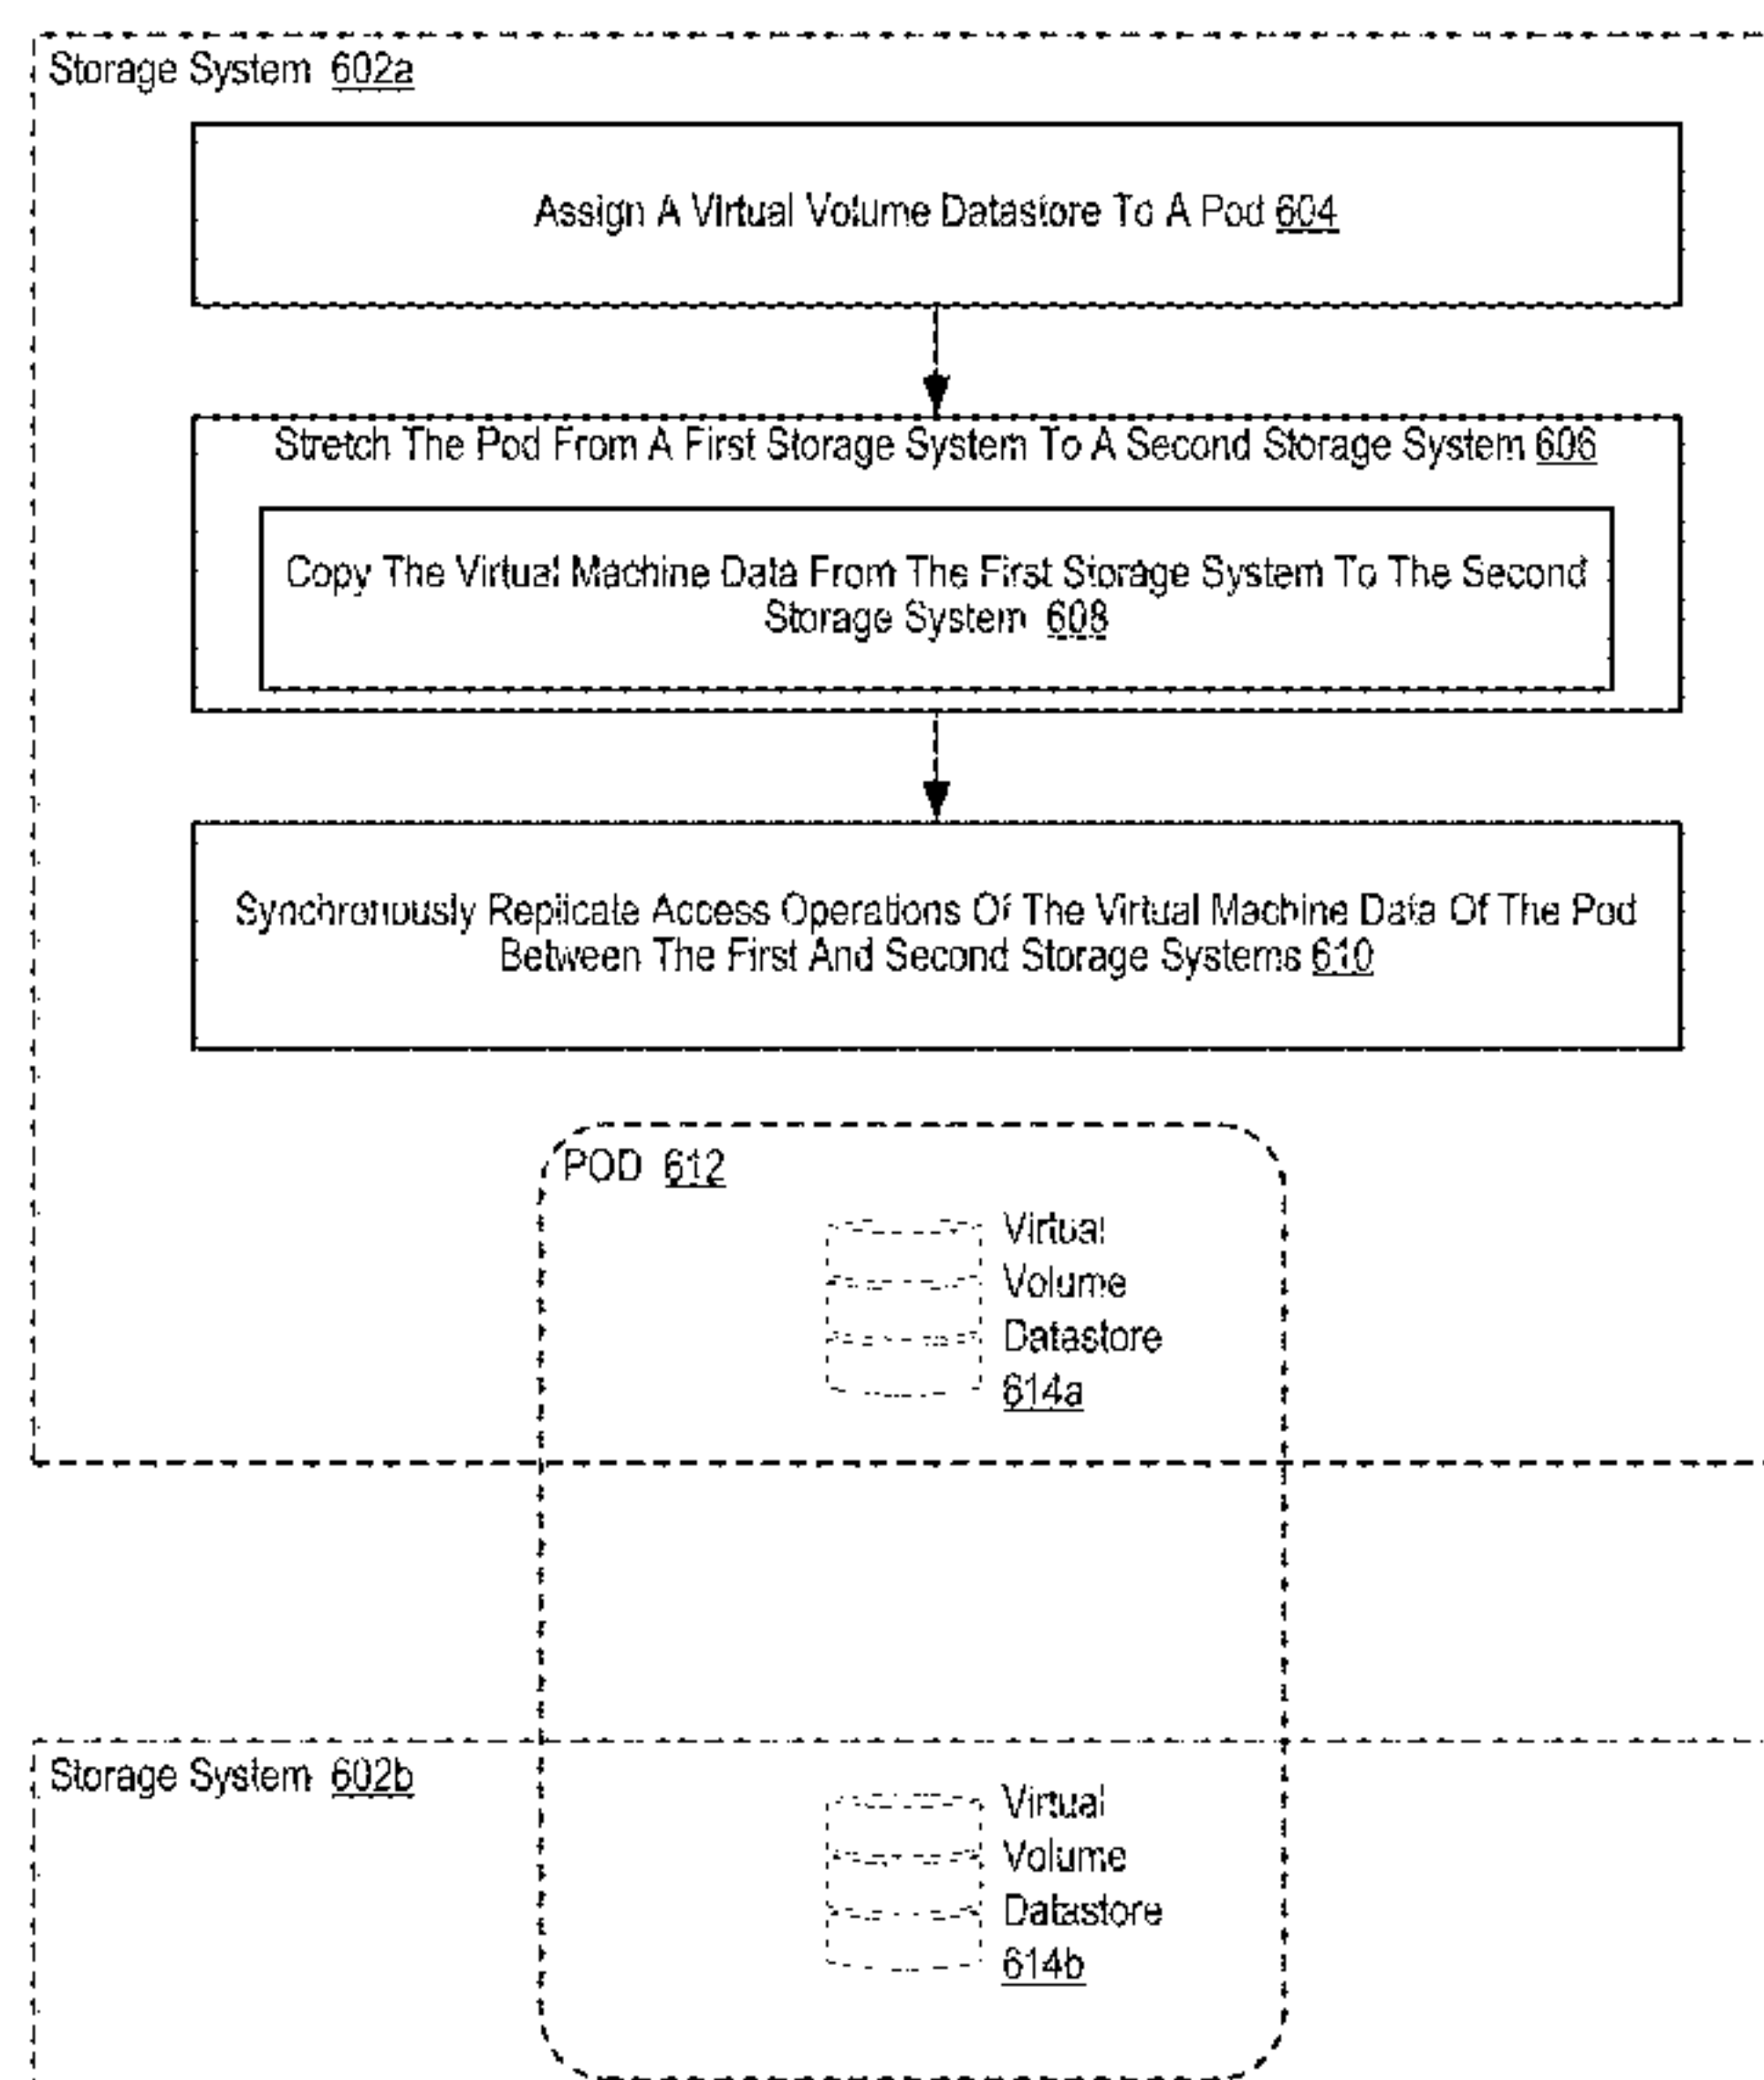 Storage System 602a
Assign A Virtual Volume Datastore To A Pod 604
Stretch The Pod From A First Storage System To A Second Storage System 606
Copy The Virtual Machine Data From The First Storage System To The Second
Storage System 608
Synchronously Replicate Access Operations Of The Virtual Machine Data Of The Pod
Between The First And Second Storage Systems 610
POD 612
Virtual
Volume
Datastore
614a
Storage System 602b
Virtual
Volume
Datastore
614b